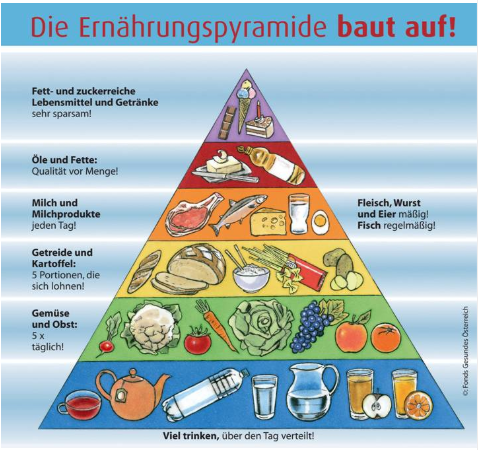 Die Ernährungspyramide baut auf!
Fett- und zuckerreiche
Lebensmittel und Getränke
sehr sparsam!
Öle und Fette:
Qualität vor Menge!
Milch und
Milchprodukte
jeden Tag!
Fleisch, Wurst
und Eier mäßig!
Fisch regelmäßig!
Getreide und
Kartoffel:
5 Portionen, die
sich lohnen!
Gemüse
und Obst:
5 x
täglich!
Viel trinken, über den Tag verteilt!
©: Fonds Gesundes Österreich